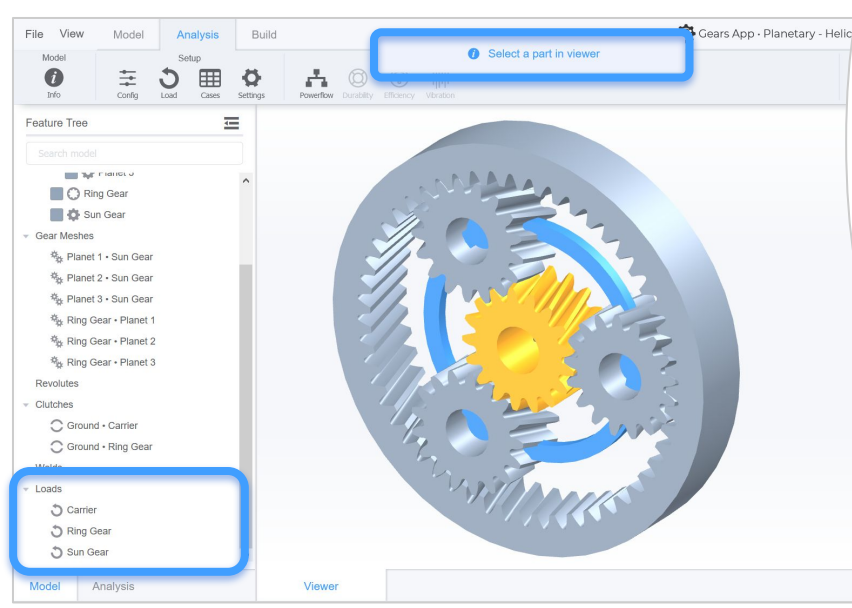 File View Model Analysis Build
Select a part in viewer
Gears App • Planetary - Helic
Model Setup
Info Config Load Cases Settings Powerflow Durability Efficiency Vibration
Feature Tree
Search model
Planet 3
Ring Gear
Sun Gear
Gear Meshes
Planet 1 • Sun Gear
Planet 2 • Sun Gear
Planet 3 • Sun Gear
Ring Gear • Planet 1
Ring Gear • Planet 2
Ring Gear • Planet 3
Revolutes
Clutches
Ground • Carrier
Ground • Ring Gear
Welds
Loads
Carrier
Ring Gear
Sun Gear
Model Analysis Viewer